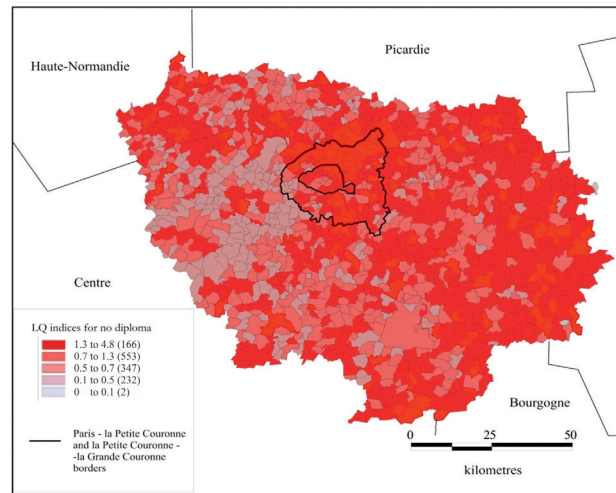 Picardie
Haute-Normandie
Centre
LQ indices for no diploma
1.3 to 4.8 (166)
0.7 to 1.3 (553)
0.5 to 0.7 (347)
0.1 to 0.5 (232)
0 to 0.1 (2)
Paris - la Petite Couronne
and la Petite Couronne -
-la Grande Couronne
borders
Bourgogne
0 25 50
kilometres